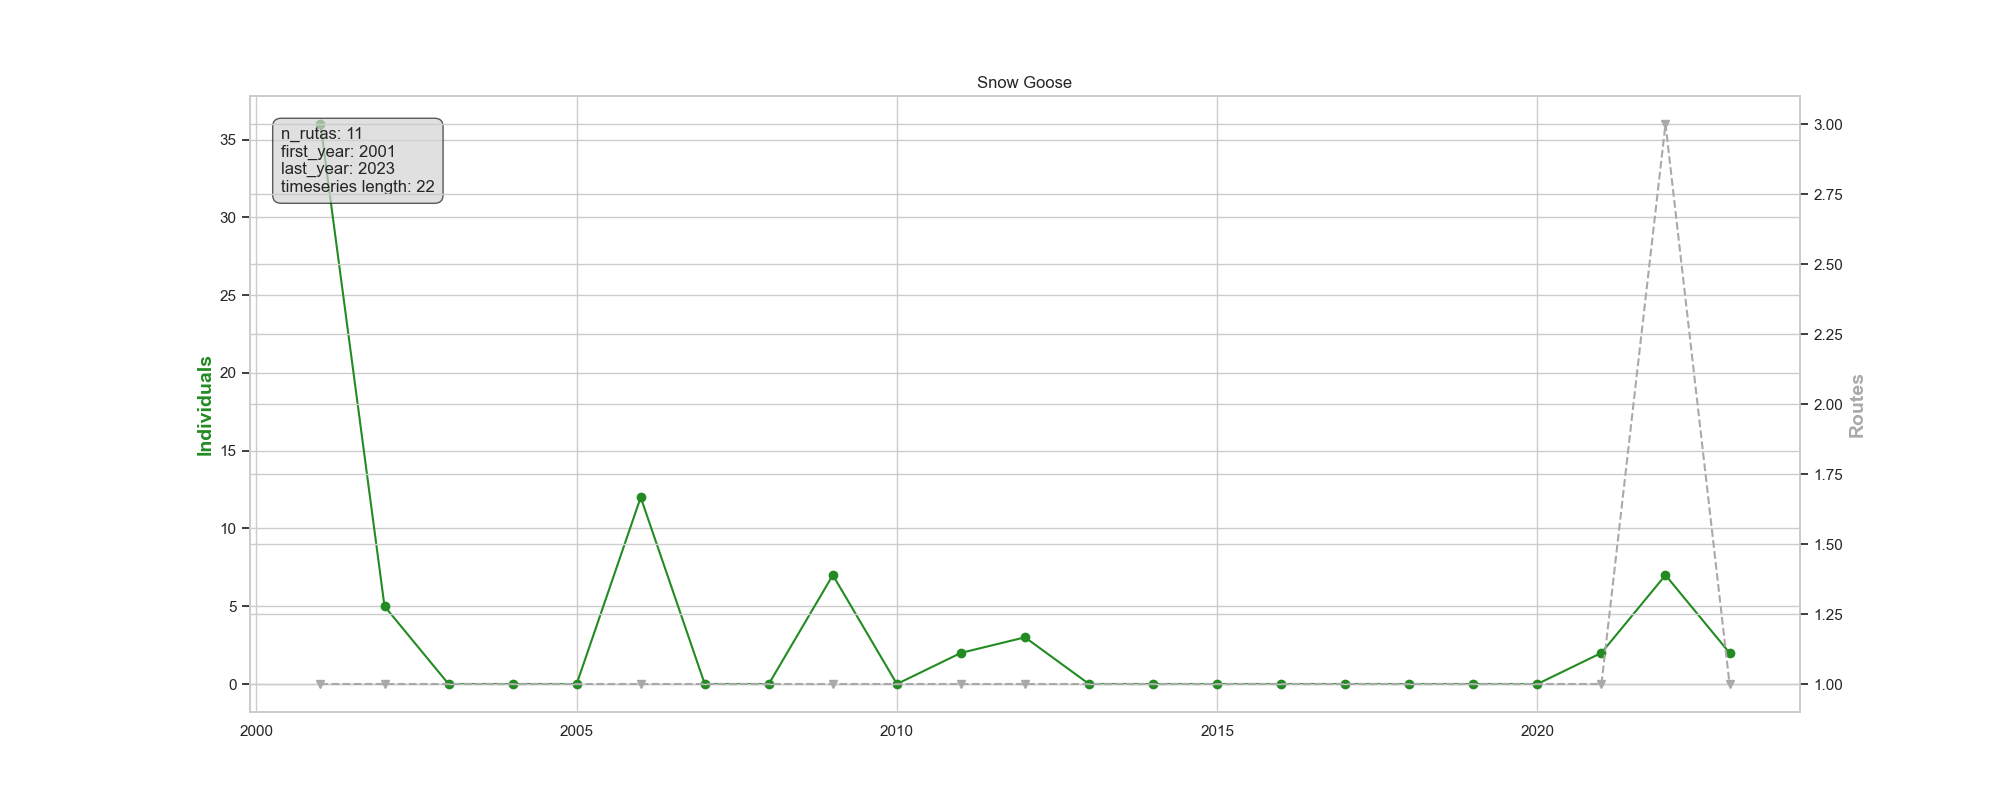 Snow Goose
n_rutas: 11
first_year: 2001
last_year: 2023
timeseries length: 22
Individuals
35
30
25
20
15
10
5
0
3.00
2.75
2.50
2.25
2.00
1.75
1.50
1.25
1.00
Routes
2000 2005 2010 2015 2020